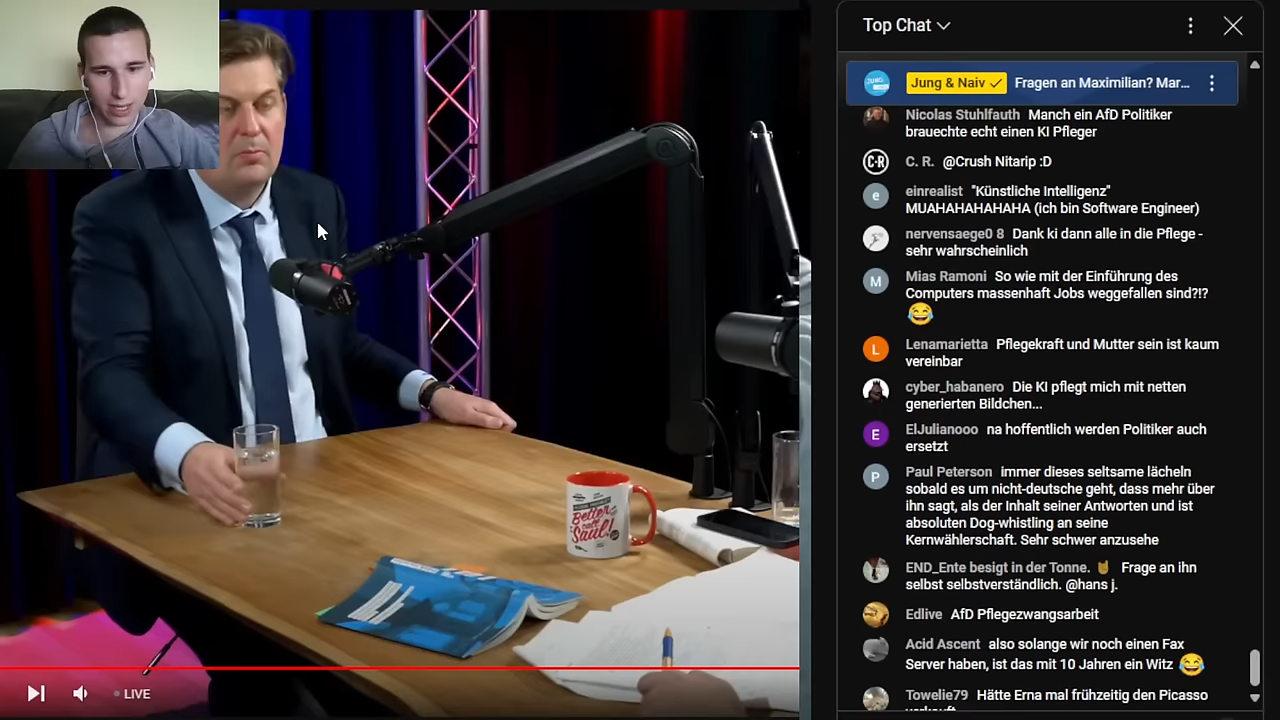 Top Chat
Jung & Naiv Fragen an Maximilian? Mar...
Nicolas Stuhlfauth Manch ein AfD Politiker
brauechte echt einen KI Pfleger
C·R
C. R. @Crush Nitarip :D
e
einrealist "Künstliche Intelligenz"
MUAHAHAHAHAHA (ich bin Software Engineer)
nervensaege0 8 Dank ki dann alle in die Pflege -
sehr wahrscheinlich
M
Mias Ramoni So wie mit der Einführung des
Computers massenhaft Jobs weggefallen sind?!?
😂
L
Lenamarietta Pflegekraft und Mutter sein ist kaum
vereinbar
cyber_habanero Die KI pflegt mich mit netten
generierten Bildchen...
E
ElJulianooo na hoffentlich werden Politiker auch
ersetzt
P
Paul Peterson immer dieses seltsame lächeln
sobald es um nicht-deutsche geht, dass mehr über
ihn sagt, als der Inhalt seiner Antworten und ist
absoluten Dog-whistling an seine
Kernwählerschaft. Sehr schwer anzusehe
END_Ente besigt in der Tonne. 🤘 Frage an ihn
selbst selbstverständlich. @hans j.
Edlive AfD Pflegezwangsarbeit
Acid Ascent also solange wir noch einen Fax
Server haben, ist das mit 10 Jahren ein Witz 😂
Towelie79 Hätte Erna mal frühzeitig den Picasso
verkauft
Better
Call
Saul!
LIVE